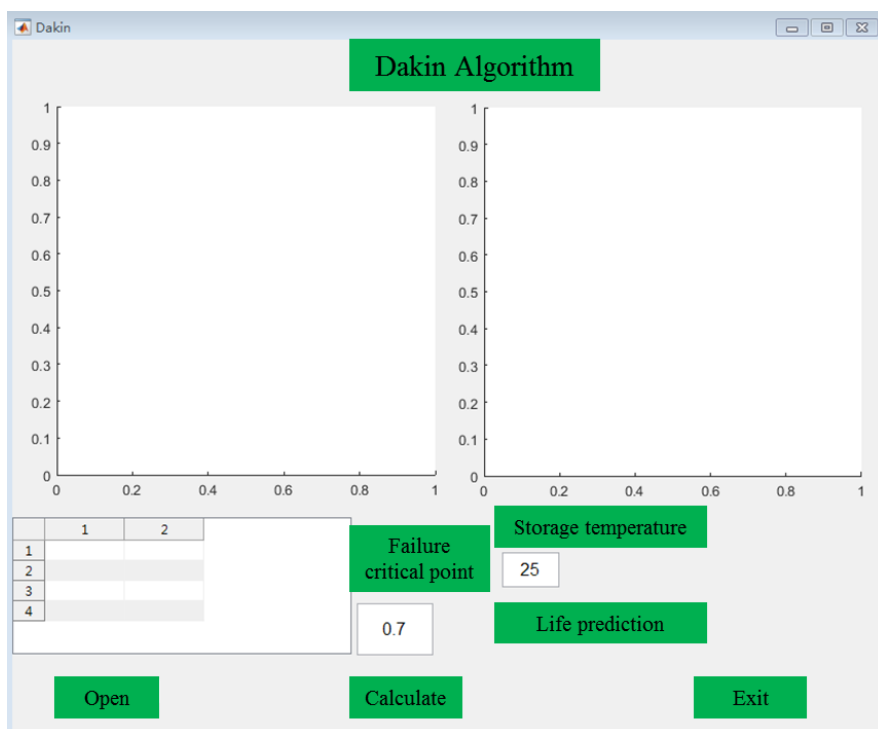 Dakin
Dakin Algorithm
1
0.9
0.8
0.7
0.6
0.5
0.4
0.3
0.2
0.1
0
0 0.2 0.4 0.6 0.8 1
1
0.9
0.8
0.7
0.6
0.5
0.4
0.3
0.2
0.1
0
0 0.2 0.4 0.6 0.8 1
1 2
1
2
3
4
Failure
critical point
0.7
Storage temperature
25
Life prediction
Open
Calculate
Exit